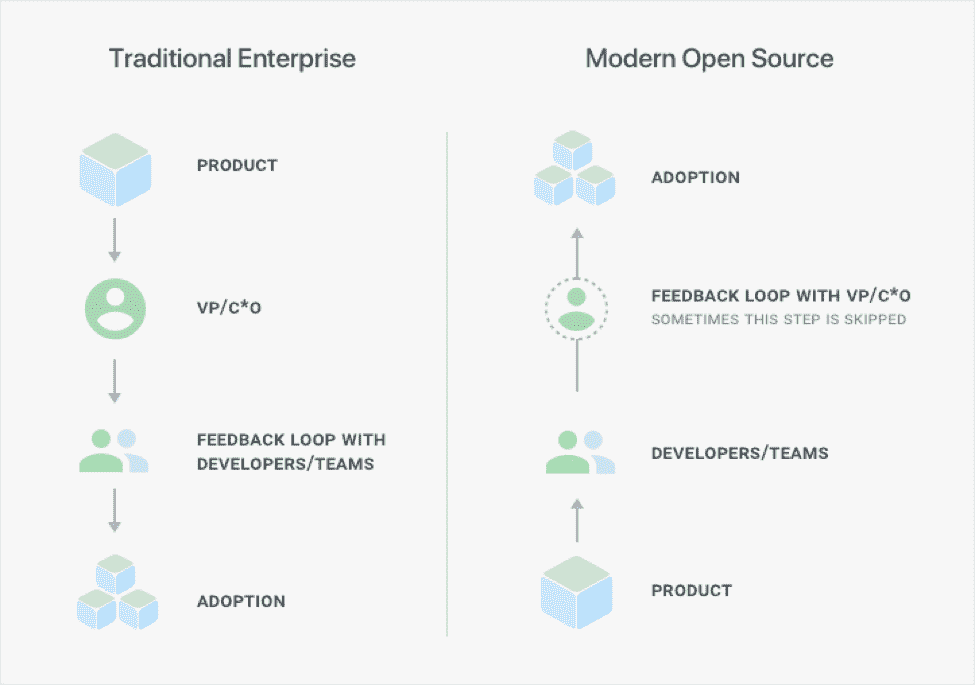 Traditional Enterprise
PRODUCT
VP/C*O
FEEDBACK LOOP WITH
DEVELOPERS/TEAMS
ADOPTION
Modern Open Source
ADOPTION
FEEDBACK LOOP WITH VP/C*O
SOMETIMES THIS STEP IS SKIPPED
DEVELOPERS/TEAMS
PRODUCT